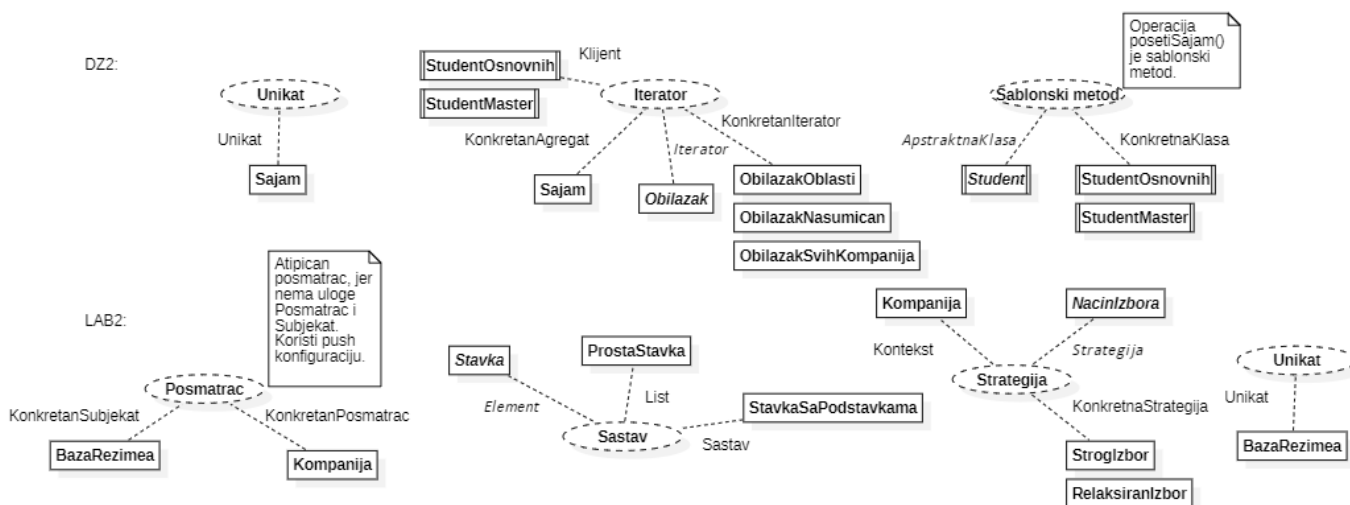 DZ2:
Unikat
Unikat
Sajam
StudentOsnovnih
StudentMaster
Klijent
Iterator
KonkretanAgregat
Iterator
KonkretanIterator
Sajam
Obilazak
ObilazakOblasti
ObilazakNasumican
ObilazakSvihKompanija
Operacija
posetiSajam()
je sablonski
metod.
Šablonski metod
ApstraktnaKlasa
KonkretnaKlasa
Student
StudentOsnovnih
StudentMaster
LAB2:
Atipican
posmatrac, jer
nema uloge
Posmatrac i
Subjekat.
Koristi push
konfiguraciju.
Posmatrac
KonkretanSubjekat
KonkretanPosmatrac
BazaRezimea
Kompanija
Stavka
ProstaStavka
Element
List
StavkaSaPodstavkama
Sastav
Sastav
Kompanija
NacinIzbora
Kontekst
Strategija
Strategija
KonkretnaStrategija
StrogIzbor
RelaksiranIzbor
Unikat
Unikat
BazaRezimea